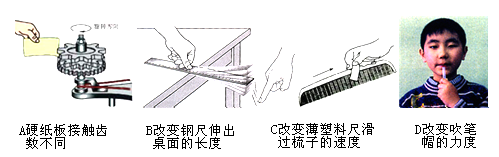 A硬纸板接触齿
数不同
B改变钢尺伸出
桌面的长度
C改变薄塑料尺滑
过梳子的速度
D改变吹笔
帽的力度